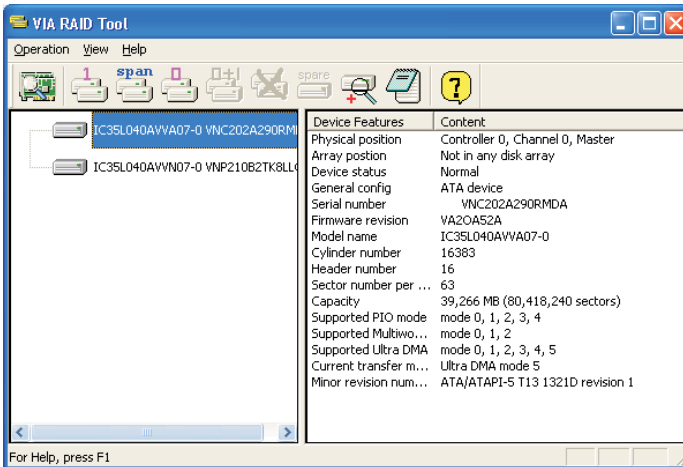 VIA RAID Tool
Operation View Help
1 span 0 0+1 spare ?
IC35L040AVVA07-0 VNC202A290RM
IC35L040AVVN07-0 VNP210B2TK8LL
Device Features Content
Physical position Controller 0, Channel 0, Master
Array postion Not in any disk array
Device status Normal
General config ATA device
Serial number VNC202A290RMDA
Firmware revision VA2OA52A
Model name IC35L040AVVA07-0
Cylinder number 16383
Header number 16
Sector number per ... 63
Capacity 39,266 MB (80,418,240 sectors)
Supported PIO mode mode 0, 1, 2, 3, 4
Supported Multiwo... mode 0, 1, 2
Supported Ultra DMA mode 0, 1, 2, 3, 4, 5
Current transfer m... Ultra DMA mode 5
Minor revision num... ATA/ATAPI-5 T13 1321D revision 1
For Help, press F1